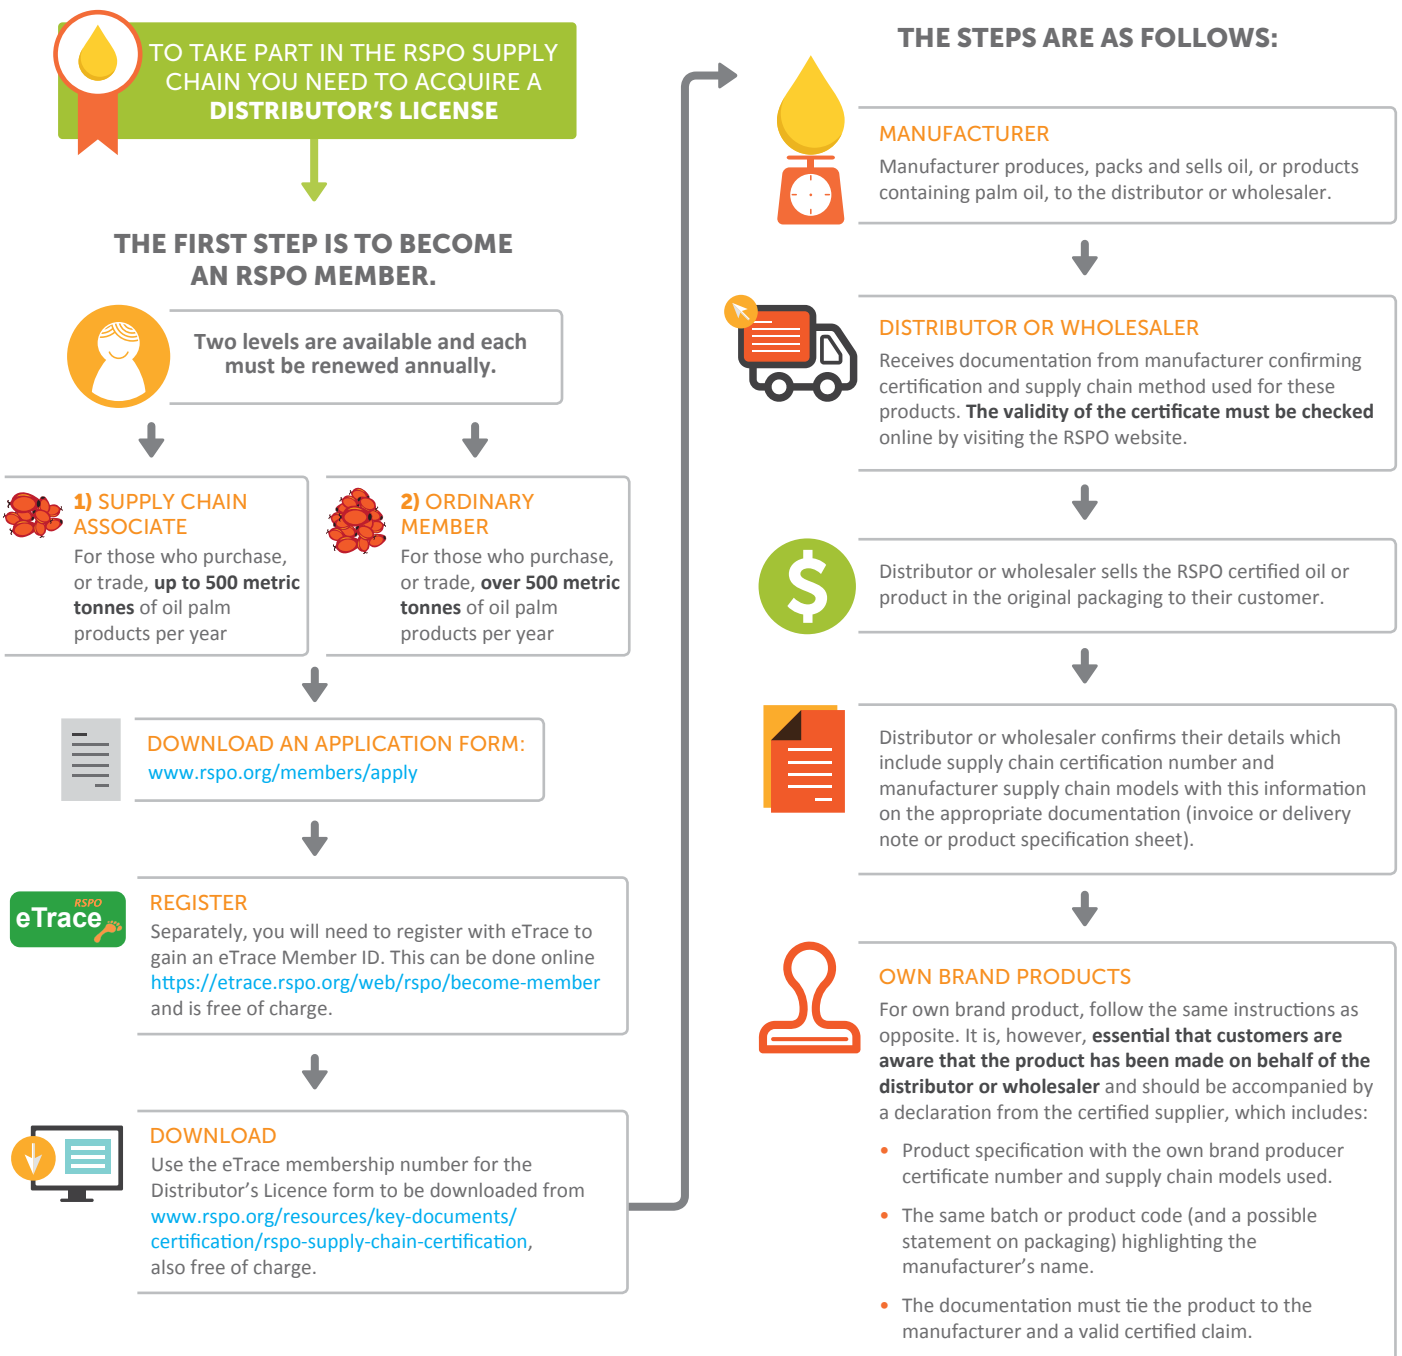 TO TAKE PART IN THE RSPO SUPPLY
CHAIN YOU NEED TO ACQUIRE A
DISTRIBUTOR'S LICENSE
THE FIRST STEP IS TO BECOME
AN RSPO MEMBER.
Two levels are available and each
must be renewed annually.
1) SUPPLY CHAIN
ASSOCIATE
For those who purchase,
or trade, up to 500 metric
tonnes of oil palm
products per year
2) ORDINARY
MEMBER
For those who purchase,
or trade, over 500 metric
tonnes of oil palm
products per year
DOWNLOAD AN APPLICATION FORM:
www.rspo.org/members/apply
RSPO
eTrace
REGISTER
Separately, you will need to register with eTrace to
gain an eTrace Member ID. This can be done online
https://etrace.rspo.org/web/rspo/become-member
and is free of charge.
DOWNLOAD
Use the eTrace membership number for the
Distributor's Licence form to be downloaded from
www.rspo.org/resources/key-documents/
certification/rspo-supply-chain-certification,
also free of charge.
THE STEPS ARE AS FOLLOWS:
MANUFACTURER
Manufacturer produces, packs and sells oil, or products
containing palm oil, to the distributor or wholesaler.
DISTRIBUTOR OR WHOLESALER
Receives documentation from manufacturer confirming
certification and supply chain method used for these
products. The validity of the certificate must be checked
online by visiting the RSPO website.
$
Distributor or wholesaler sells the RSPO certified oil or
product in the original packaging to their customer.
Distributor or wholesaler confirms their details which
include supply chain certification number and
manufacturer supply chain models with this information
on the appropriate documentation (invoice or delivery
note or product specification sheet).
OWN BRAND PRODUCTS
For own brand product, follow the same instructions as
opposite. It is, however, essential that customers are
aware that the product has been made on behalf of the
distributor or wholesaler and should be accompanied by
a declaration from the certified supplier, which includes:
• Product specification with the own brand producer
certificate number and supply chain models used.
• The same batch or product code (and a possible
statement on packaging) highlighting the
manufacturer's name.
• The documentation must tie the product to the
manufacturer and a valid certified claim.